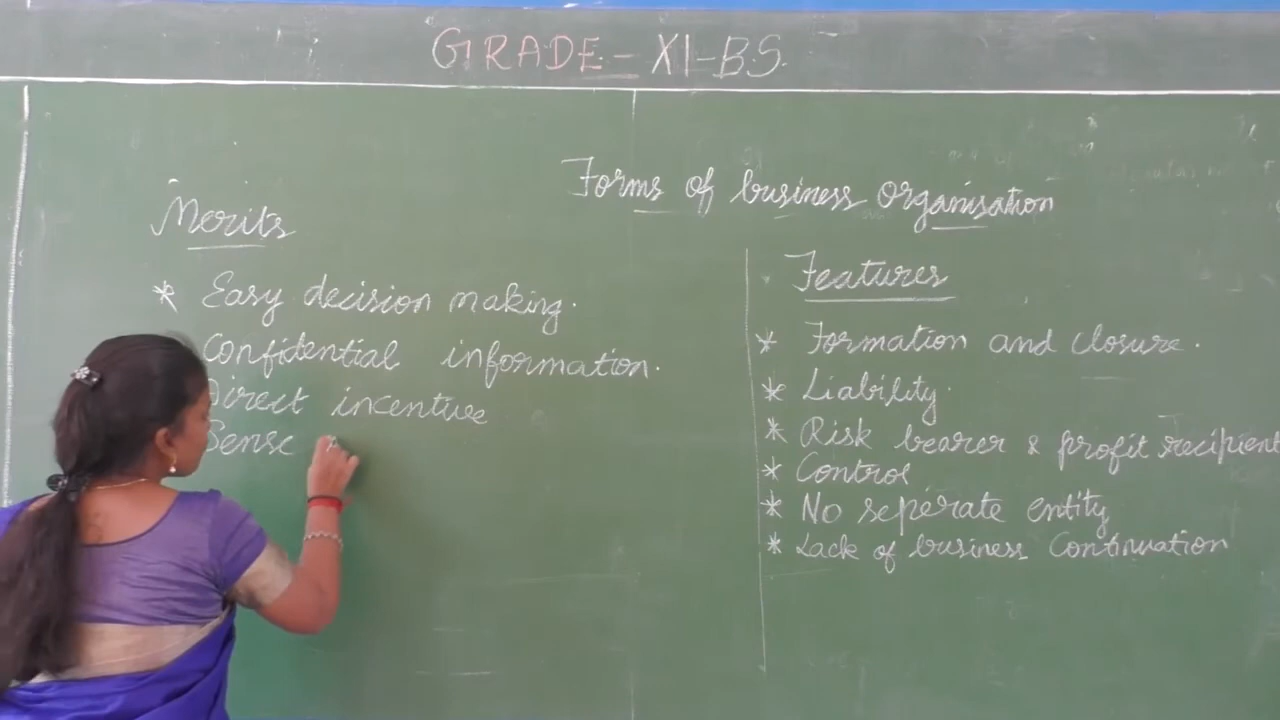 GRADE - XI-B.S.
Forms of business organisation
Merits
* Easy decision making.
Confidential information.
Direct incentive
Sense
Features
* Formation and closure.
* Liability.
* Risk bearer & profit recipient
* Control
* No seperate entity
* Lack of business Continuation